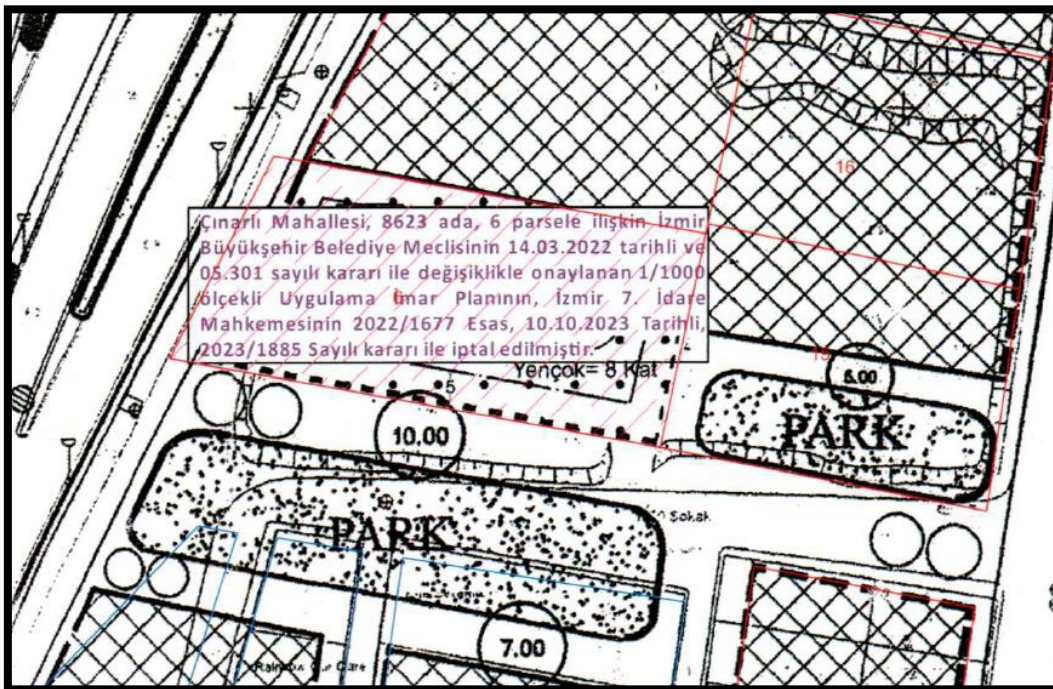 16
Çınarlı Mahallesi, 8623 ada, 6 parsele ilişkin İzmir
Büyükşehir Belediye Meclisinin 14.03.2022 tarihli ve
05.301 sayılı kararı ile değişiklikle onaylanan 1/1000
ölçekli Uygulama İmar Planının, İzmir 7. İdare
Mahkemesinin 2022/1677 Esas, 10.10.2023 Tarihli,
2023/1885 Sayılı kararı ile iptal edilmiştir.
Yençok= 8 Kat
5
5.00
PARK
10.00
PARK
Sokak
7.00